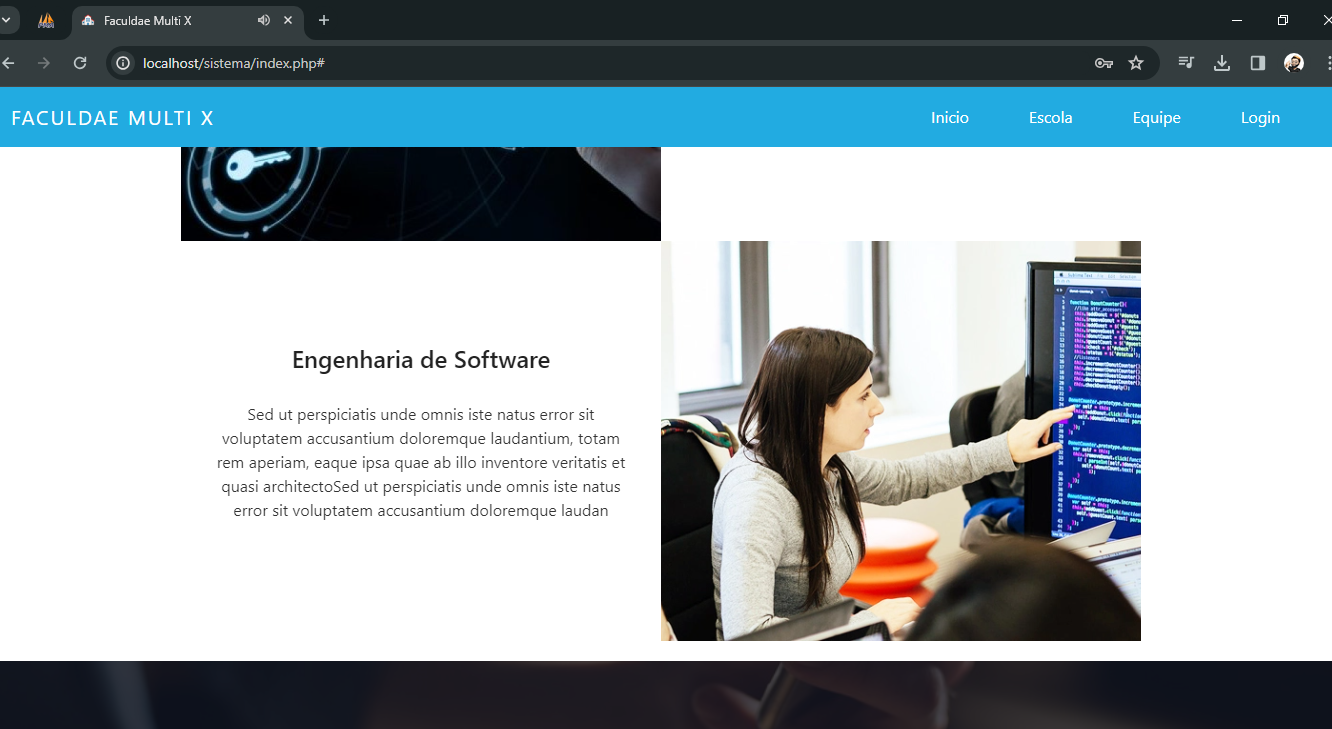 Faculdae Multi X
localhost/sistema/index.php#
FACULDAE MULTI X
Inicio
Escola
Equipe
Login
Engenharia de Software
Sed ut perspiciatis unde omnis iste natus error sit
voluptatem accusantium doloremque laudantium, totam
rem aperiam, eaque ipsa quae ab illo inventore veritatis et
quasi architectoSed ut perspiciatis unde omnis iste natus
error sit voluptatem accusantium doloremque laudan